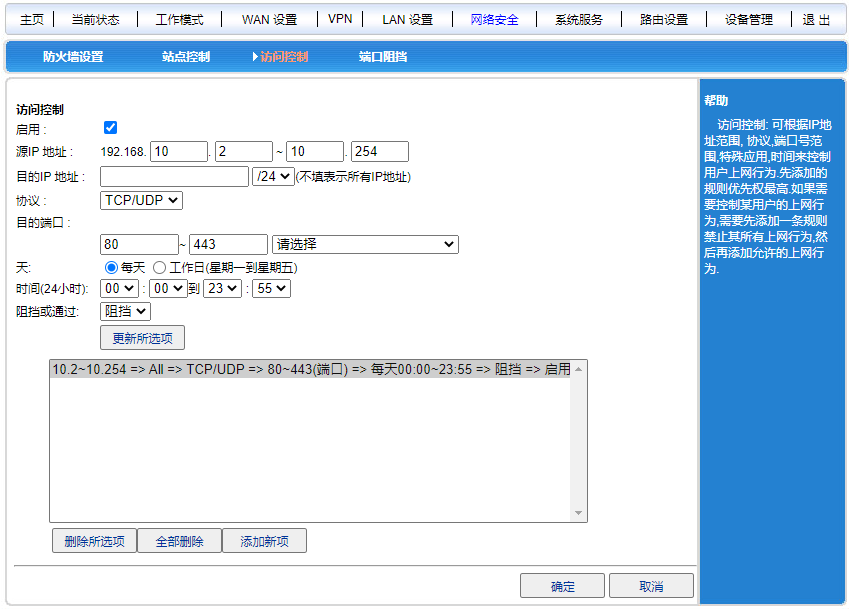 主页 当前状态 工作模式 WAN 设置 VPN LAN 设置 网络安全 系统服务 路由设置 设备管理 退 出
防火墙设置 站点控制 访问控制 端口阻挡
访问控制
启用 :
源IP 地址 : 192.168. 10 . 2 ~ 10 . 254
目的IP 地址 : /24 (不填表示所有IP地址)
协议 : TCP/UDP
目的端口 :
80 ~ 443 请选择
天: 每天 工作日(星期一到星期五)
时间(24小时): 00 : 00 到 23 : 55
阻挡或通过: 阻挡
更新所选项
10.2~10.254 => All => TCP/UDP => 80~443(端口) => 每天00:00~23:55 => 阻挡 => 启用
删除所选项 全部删除 添加新项
确定 取消
帮助
访问控制: 可根据IP地
址范围, 协议,端口号范
围,特殊应用,时间来控制
用户上网行为.先添加的
规则优先权最高.如果需
要控制某用户的上网行
为,需要先添加一条规则
禁止其所有上网行为,然
后再添加允许的上网行
为.